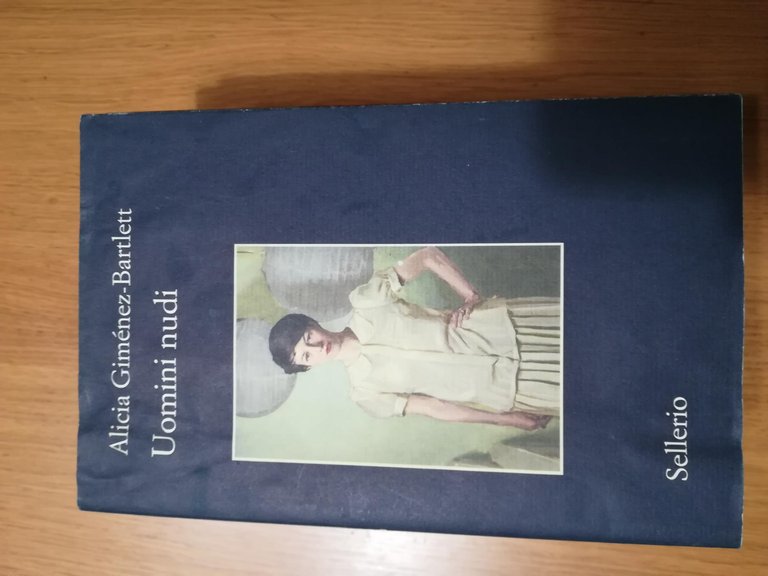 Alicia Giménez-Bartlett
Uomini nudi
Sellerio